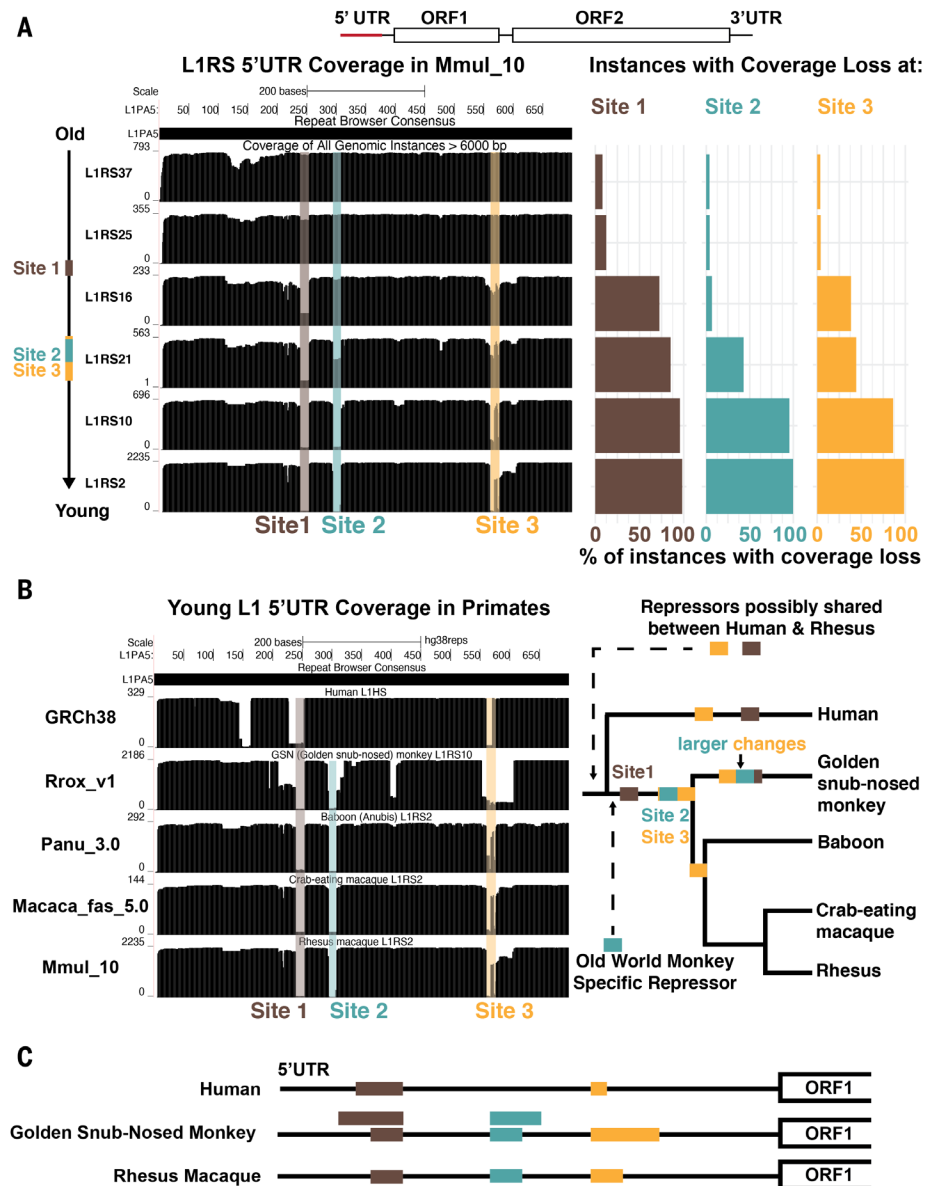 A
5' UTR
ORF1
ORF2
3'UTR
L1RS 5'UTR Coverage in Mmul_10
Instances with Coverage Loss at:
Site 1
Site 2
Site 3
Scale
200 bases
L1PA5:
50
100
150
200
250
300
350
400
450
500
550
600
650
Repeat Browser Consensus
L1PA5
Coverage of All Genomic Instances > 6000 bp
Old
Site 1
Site 2
Site 3
Young
793
L1RS37
0
355
L1RS25
0
233
L1RS16
0
563
L1RS21
1
696
L1RS10
0
2235
L1RS2
0
Site1
Site 2
Site 3
0 50 100
0 50 100
0 50 100
% of instances with coverage loss
B
Young L1 5'UTR Coverage in Primates
Scale
200 bases
hg38reps
L1PA5:
50
100
150
200
250
300
350
400
450
500
550
600
650
Repeat Browser Consensus
L1PA5
Human L1HS
329
GRCh38
0
GSN (Golden snub-nosed) monkey L1RS10
2186
Rrox_v1
0
Baboon (Anubis) L1RS2
292
Panu_3.0
0
Crab-eating macaque L1RS2
144
Macaca_fas_5.0
0
Rhesus macaque L1RS2
2235
Mmul_10
0
Site 1
Site 2
Site 3
Repressors possibly shared
between Human & Rhesus
Human
larger changes
Site1
Golden
snub-nosed
monkey
Site 2
Site 3
Baboon
Crab-eating
macaque
Rhesus
Old World Monkey
Specific Repressor
C
5'UTR
Human
ORF1
Golden Snub-Nosed Monkey
ORF1
Rhesus Macaque
ORF1